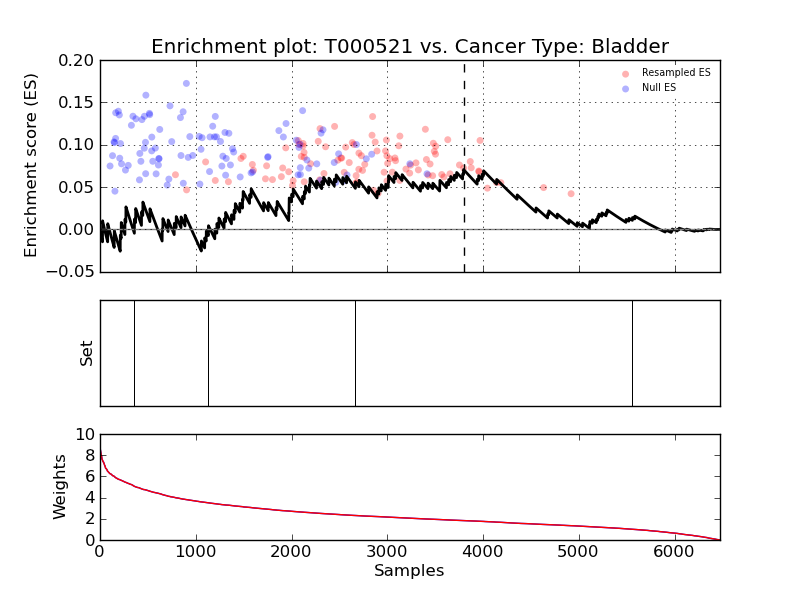 Enrichment plot: T000521 vs. Cancer Type: Bladder
Enrichment score (ES)
0.20
0.15
0.10
0.05
0.00
−0.05
Resampled ES
Null ES
Set
Weights
10
8
6
4
2
0
0 1000 2000 3000 4000 5000 6000
Samples